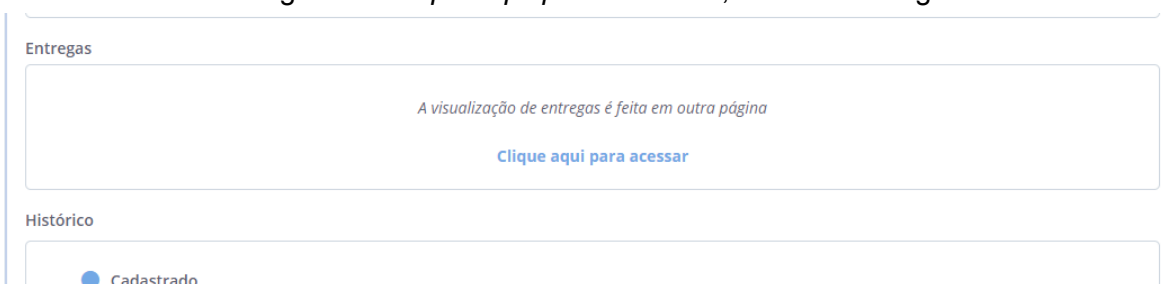 Entregas
A visualização de entregas é feita em outra página
Clique aqui para acessar
Histórico
Cadastrado